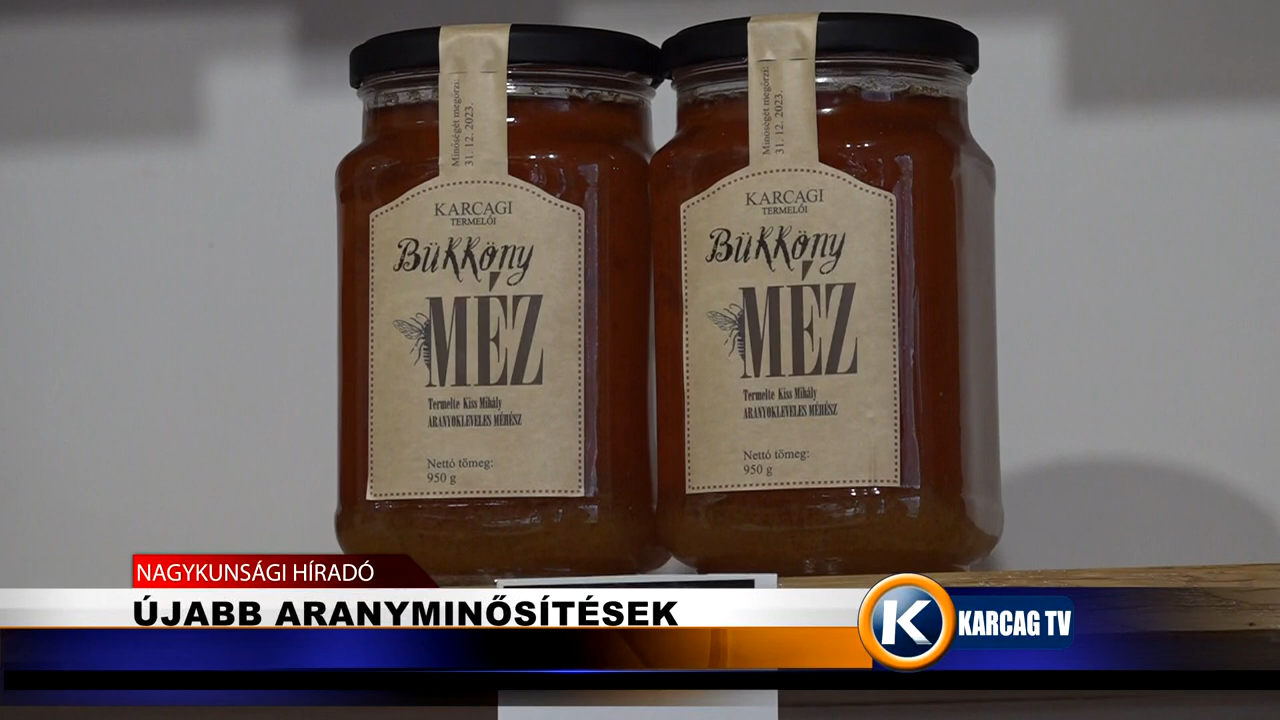 Minőségét megőrzi:
31. 12. 2023.
KARCAGI
TERMELŐI
Bükköny
MÉZ
Termelte Kiss Mihály
ARANYOKLEVELES MÉHÉSZ
Nettó tömeg:
950 g
Minőségét megőrzi:
31. 12. 2023.
KARCAGI
TERMELŐI
Bükköny
MÉZ
Termelte Kiss Mihály
ARANYOKLEVELES MÉHÉSZ
Nettó tömeg:
950 g
NAGYKUNSÁGI HÍRADÓ
ÚJABB ARANYMINŐSÍTÉSEK
K KARCAG TV